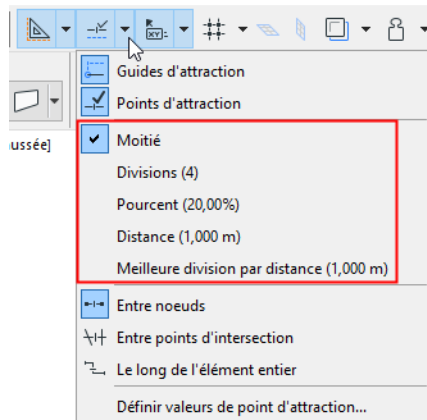 XY:
ussée]
Guides d'attraction
Points d'attraction
Moitié
Divisions (4)
Pourcent (20,00%)
Distance (1,000 m)
Meilleure division par distance (1,000 m)
Entre noeuds
Entre points d'intersection
Le long de l'élément entier
Définir valeurs de point d'attraction...